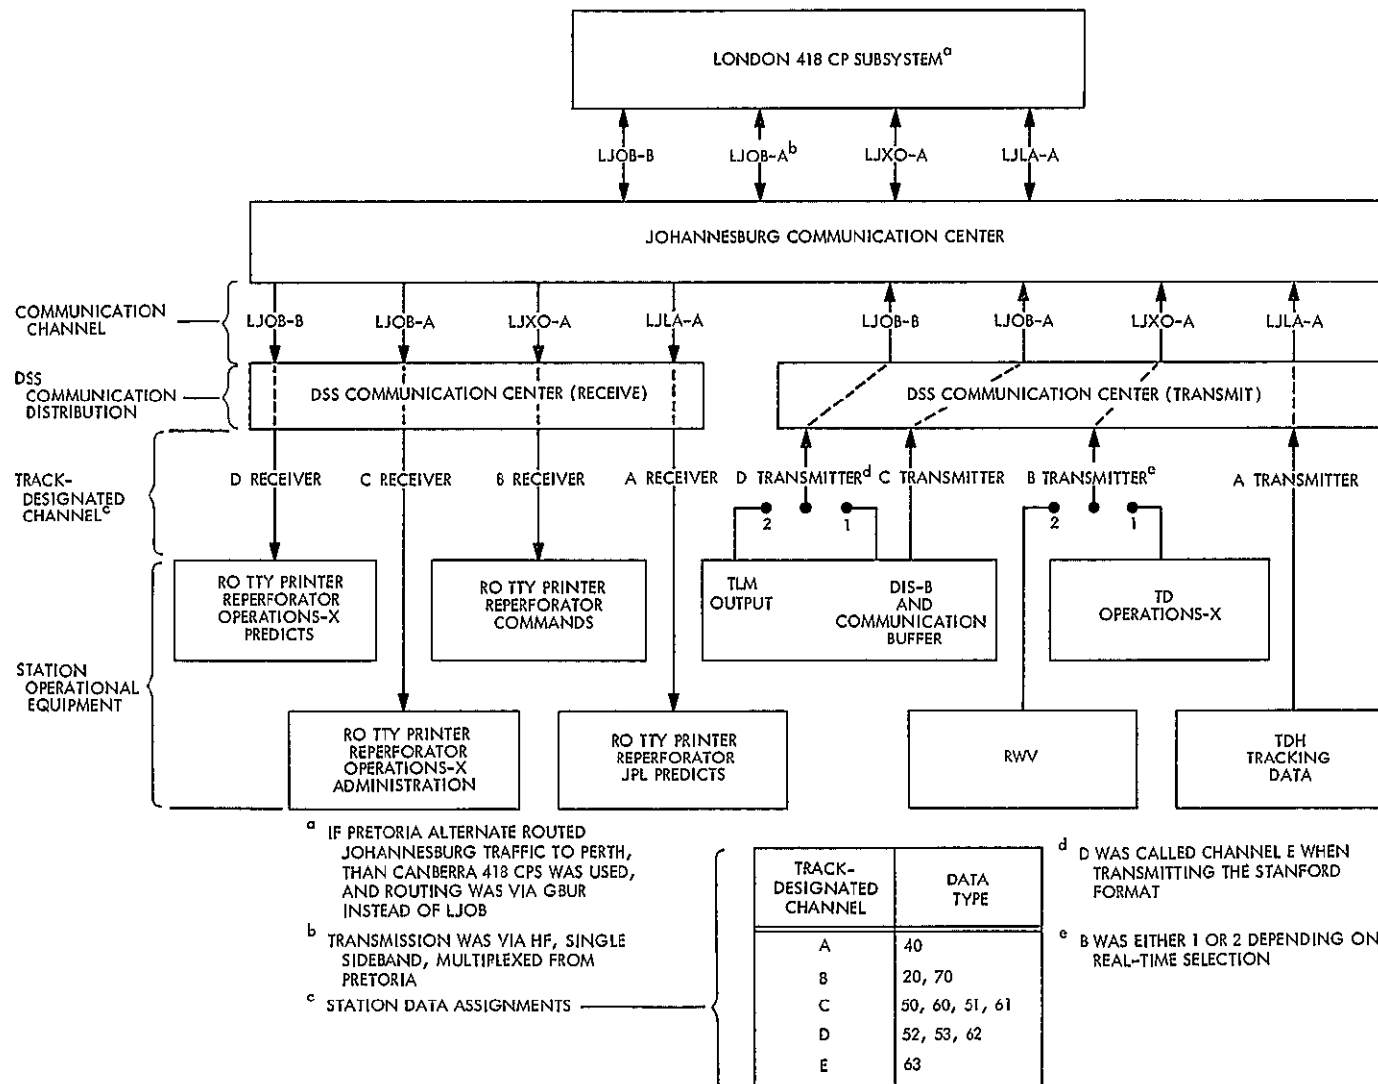 LONDON 418 CP SUBSYSTEM a
LJOB-B
LJOB-A b
LJXO-A
LJLA-A
JOHANNESBURG COMMUNICATION CENTER
COMMUNICATION
CHANNEL
LJOB-B
LJOB-A
LJXO-A
LJLA-A
LJOB-B
LJOB-A
LJXO-A
LJLA-A
DSS
COMMUNICATION
DISTRIBUTION
DSS COMMUNICATION CENTER (RECEIVE)
DSS COMMUNICATION CENTER (TRANSMIT)
TRACK-
DESIGNATED
CHANNEL c
D RECEIVER
C RECEIVER
B RECEIVER
A RECEIVER
D TRANSMITTER d
C TRANSMITTER
B TRANSMITTER e
A TRANSMITTER
2
1
2
1
STATION
OPERATIONAL
EQUIPMENT
RO TTY PRINTER
REPERFORATOR
OPERATIONS-X
PREDICTS
RO TTY PRINTER
REPERFORATOR
COMMANDS
TLM
OUTPUT
DIS-B
AND
COMMUNICATION
BUFFER
TD
OPERATIONS-X
RO TTY PRINTER
REPERFORATOR
OPERATIONS-X
ADMINISTRATION
RO TTY PRINTER
REPERFORATOR
JPL PREDICTS
RWV
TDH
TRACKING
DATA
a IF PRETORIA ALTERNATE ROUTED
JOHANNESBURG TRAFFIC TO PERTH,
THAN CANBERRA 418 CPS WAS USED,
AND ROUTING WAS VIA GBUR
INSTEAD OF LJOB
b TRANSMISSION WAS VIA HF, SINGLE
SIDEBAND, MULTIPLEXED FROM
PRETORIA
c STATION DATA ASSIGNMENTS
TRACK-
DESIGNATED
CHANNEL
DATA
TYPE
A 40
B 20, 70
C 50, 60, 51, 61
D 52, 53, 62
E 63
d D WAS CALLED CHANNEL E WHEN
TRANSMITTING THE STANFORD
FORMAT
e B WAS EITHER 1 OR 2 DEPENDING ON
REAL-TIME SELECTION